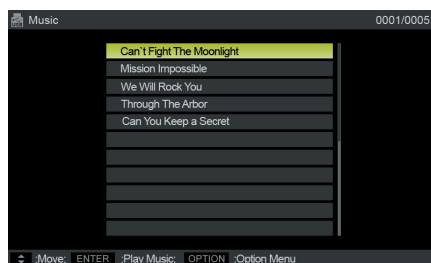 Music 0001/0005
Can`t Fight The Moonlight
Mission Impossible
We Will Rock You
Through The Arbor
Can You Keep a Secret
:Move; ENTER :Play Music; OPTION :Option Menu